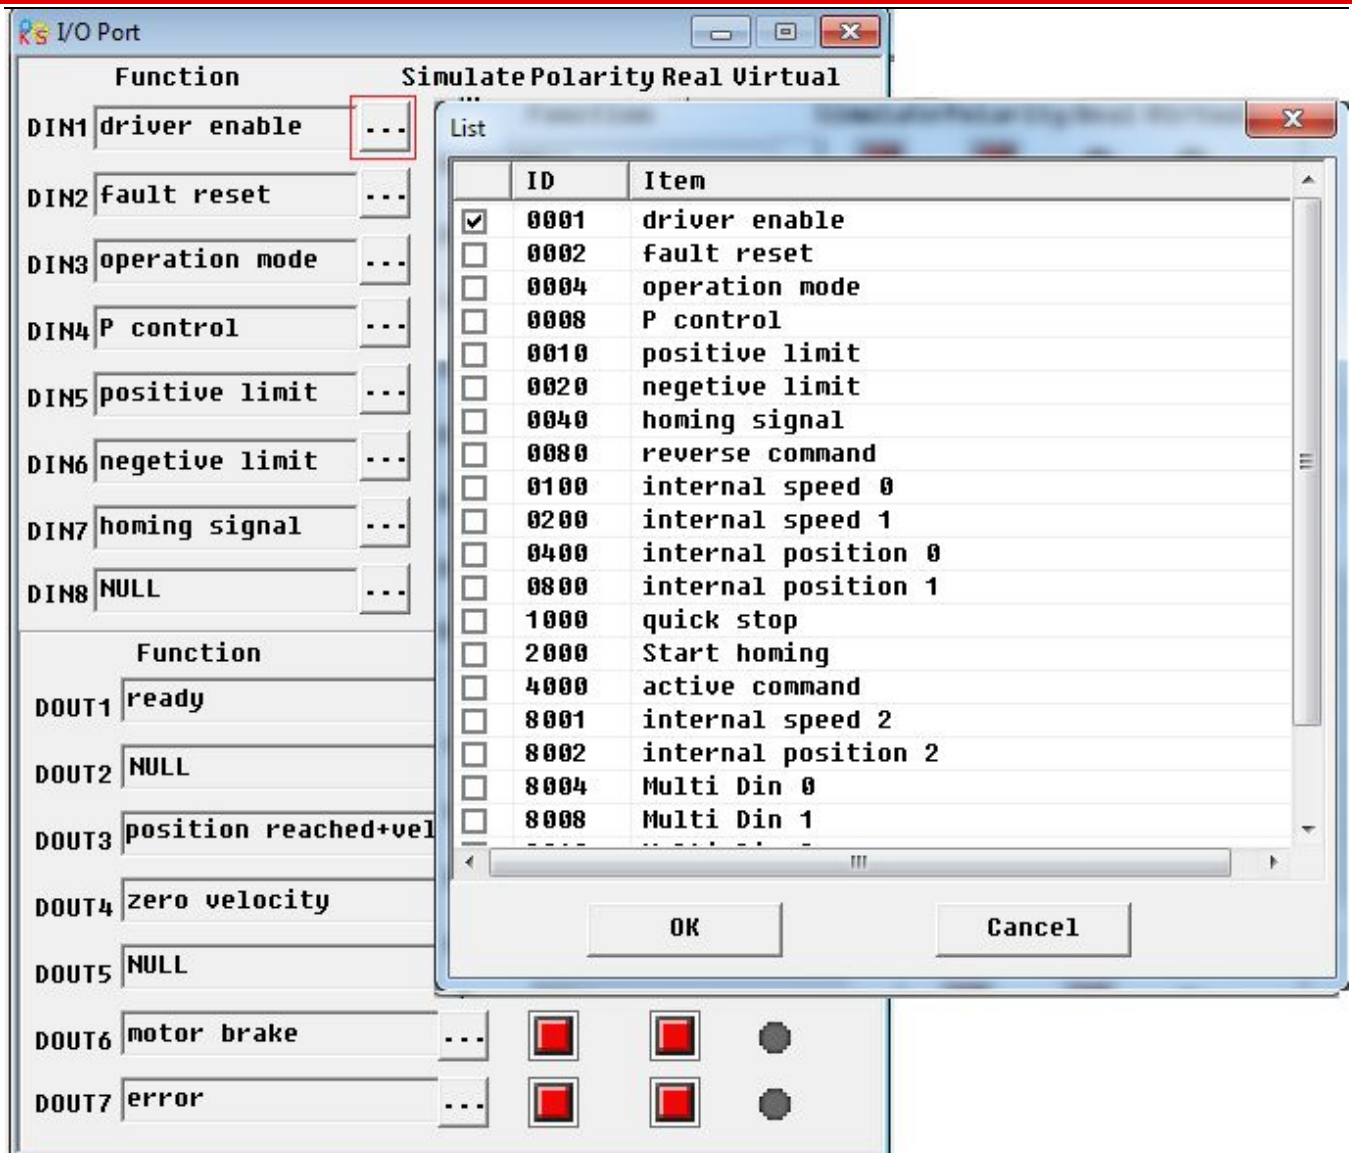 I/O Port
Function Simulate Polarity Real Virtual
DIN1 driver enable ...
DIN2 fault reset ...
DIN3 operation mode ...
DIN4 P control ...
DIN5 positive limit ...
DIN6 negetive limit ...
DIN7 homing signal ...
DIN8 NULL ...
Function
DOUT1 ready
DOUT2 NULL
DOUT3 position reached+vel
DOUT4 zero velocity
DOUT5 NULL
DOUT6 motor brake ...
DOUT7 error ...
List
ID Item
0001 driver enable
0002 fault reset
0004 operation mode
0008 P control
0010 positive limit
0020 negetive limit
0040 homing signal
0080 reverse command
0100 internal speed 0
0200 internal speed 1
0400 internal position 0
0800 internal position 1
1000 quick stop
2000 Start homing
4000 active command
8001 internal speed 2
8002 internal position 2
8004 Multi Din 0
8008 Multi Din 1
OK Cancel